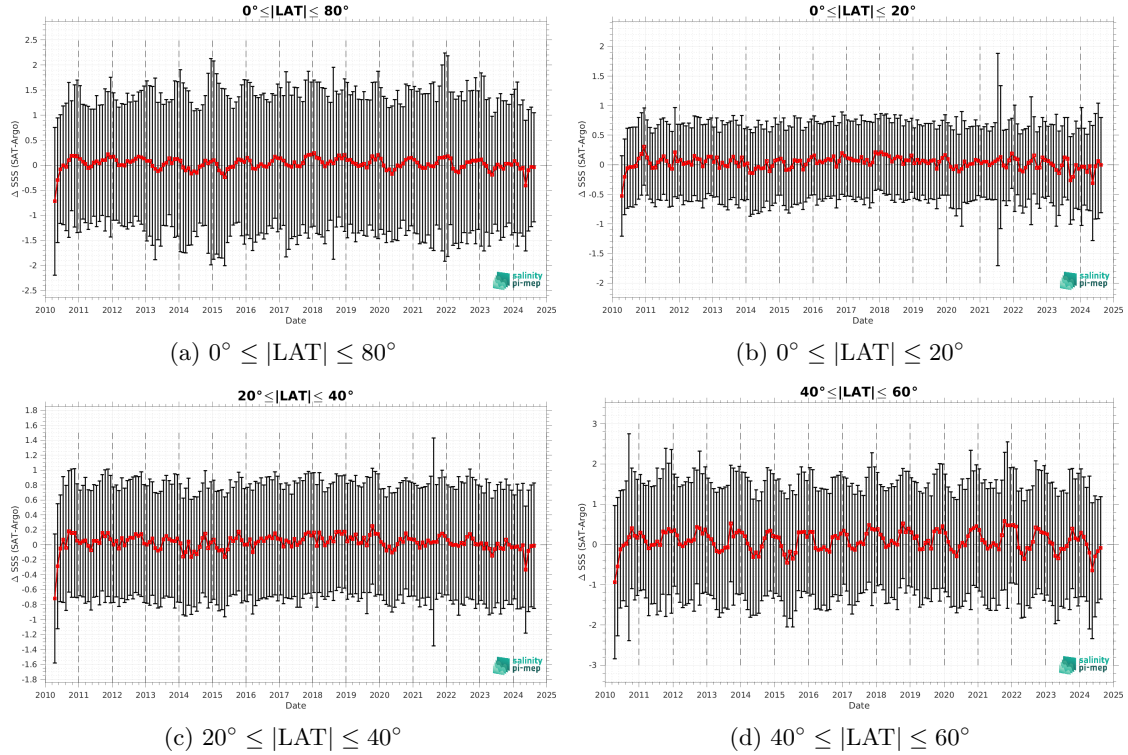 0°≤|LAT|≤ 80°
2.5
2
1.5
1
0.5
0
-0.5
-1
-1.5
-2
-2.5
Δ SSS (SAT-Argo)
2010 2011 2012 2013 2014 2015 2016 2017 2018 2019 2020 2021 2022 2023 2024 2025
Date
salinity
pi-mep
(a) 0° ≤ |LAT| ≤ 80°
0°≤|LAT|≤ 20°
2
1.5
1
0.5
0
-0.5
-1
-1.5
-2
Δ SSS (SAT-Argo)
2010 2011 2012 2013 2014 2015 2016 2017 2018 2019 2020 2021 2022 2023 2024 2025
Date
salinity
pi-mep
(b) 0° ≤ |LAT| ≤ 20°
20°≤|LAT|≤ 40°
1.8
1.6
1.4
1.2
1
0.8
0.6
0.4
0.2
0
-0.2
-0.4
-0.6
-0.8
-1
-1.2
-1.4
-1.6
-1.8
Δ SSS (SAT-Argo)
2010 2011 2012 2013 2014 2015 2016 2017 2018 2019 2020 2021 2022 2023 2024 2025
Date
salinity
pi-mep
(c) 20° ≤ |LAT| ≤ 40°
40°≤|LAT|≤ 60°
3
2
1
0
-1
-2
-3
Δ SSS (SAT-Argo)
2010 2011 2012 2013 2014 2015 2016 2017 2018 2019 2020 2021 2022 2023 2024 2025
Date
salinity
pi-mep
(d) 40° ≤ |LAT| ≤ 60°